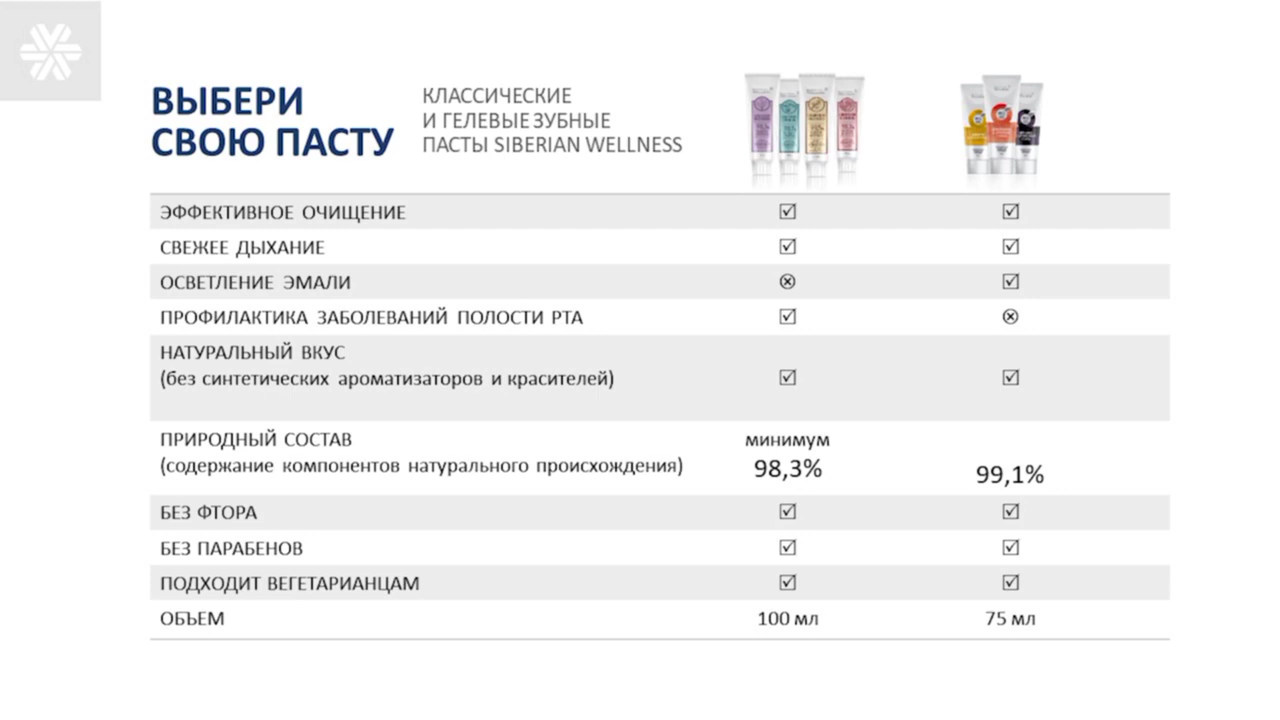 ВЫБЕРИ
СВОЮ ПАСТУ
КЛАССИЧЕСКИЕ
И ГЕЛЕВЫЕ ЗУБНЫЕ
ПАСТЫ SIBERIAN WELLNESS
ЭФФЕКТИВНОЕ ОЧИЩЕНИЕ
СВЕЖЕЕ ДЫХАНИЕ
ОСВЕТЛЕНИЕ ЭМАЛИ
ПРОФИЛАКТИКА ЗАБОЛЕВАНИЙ ПОЛОСТИ РТА
НАТУРАЛЬНЫЙ ВКУС
(без синтетических ароматизаторов и красителей)
ПРИРОДНЫЙ СОСТАВ минимум
(содержание компонентов натурального происхождения) 98,3% 99,1%
БЕЗ ФТОРА
БЕЗ ПАРАБЕНОВ
ПОДХОДИТ ВЕГЕТАРИАНЦАМ
ОБЪЕМ 100 мл 75 мл